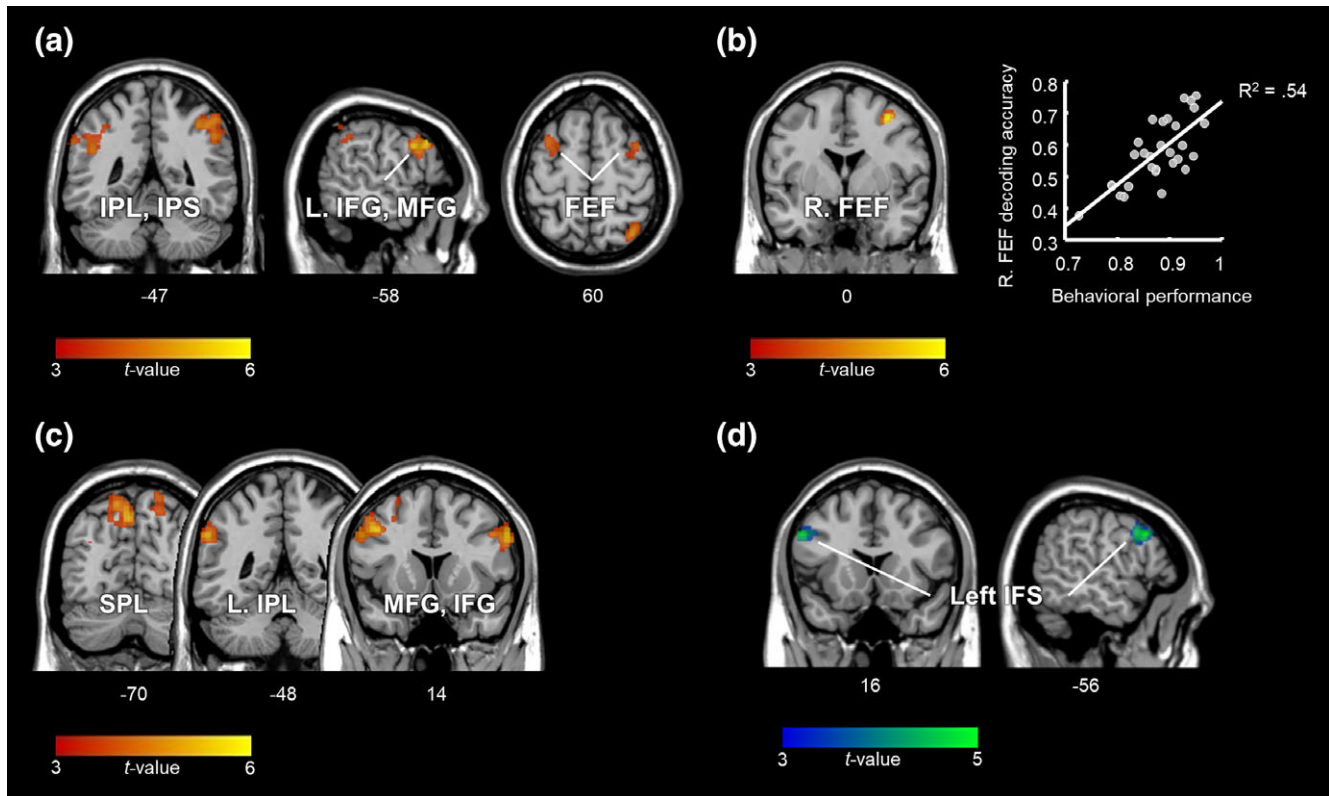 (a)
IPL, IPS
L. IFG, MFG
FEF
-47
-58
60
3
t-value
6
(b)
R. FEF
0
3
t-value
6
R. FEF decoding accuracy
0.8
0.7
0.6
0.5
0.4
0.3
0.7
0.8
0.9
1
Behavioral performance
R² = .54
(c)
SPL
L. IPL
MFG, IFG
-70
-48
14
3
t-value
6
(d)
Left IFS
16
-56
3
t-value
5